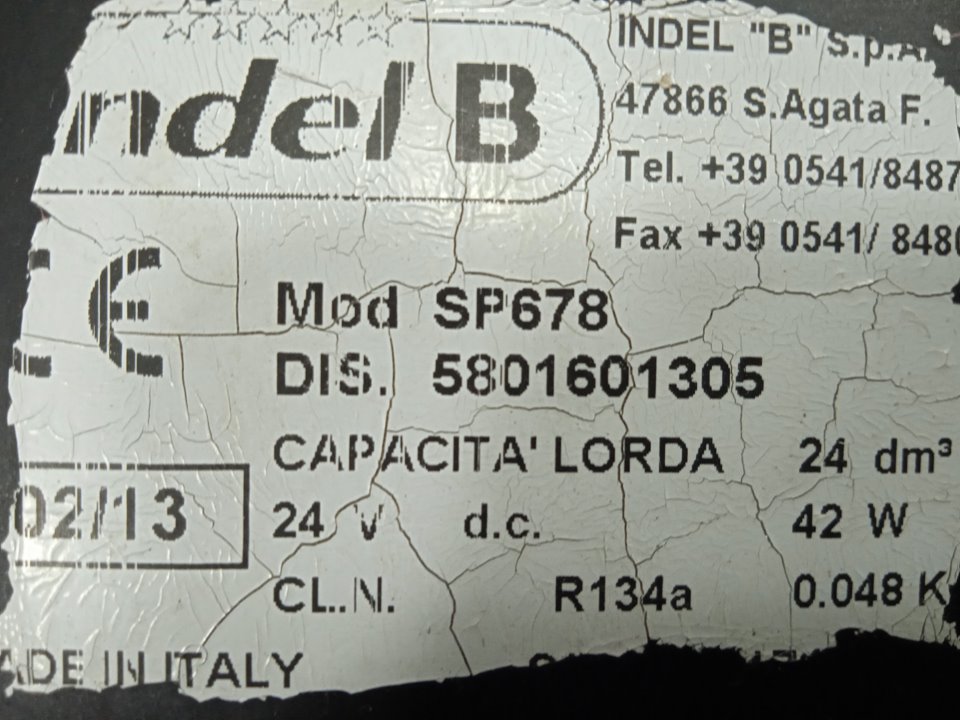 ndel B
INDEL "B" S.p.A.
47866 S.Agata F.
Tel. +39 0541/8487
Fax +39 0541/ 848
CE
Mod SP678
DIS. 5801601305
CAPACITA' LORDA 24 dm³
02/13
24 V d.c. 42 W
CL..N. R134a 0.048 K
ADE IN ITALY